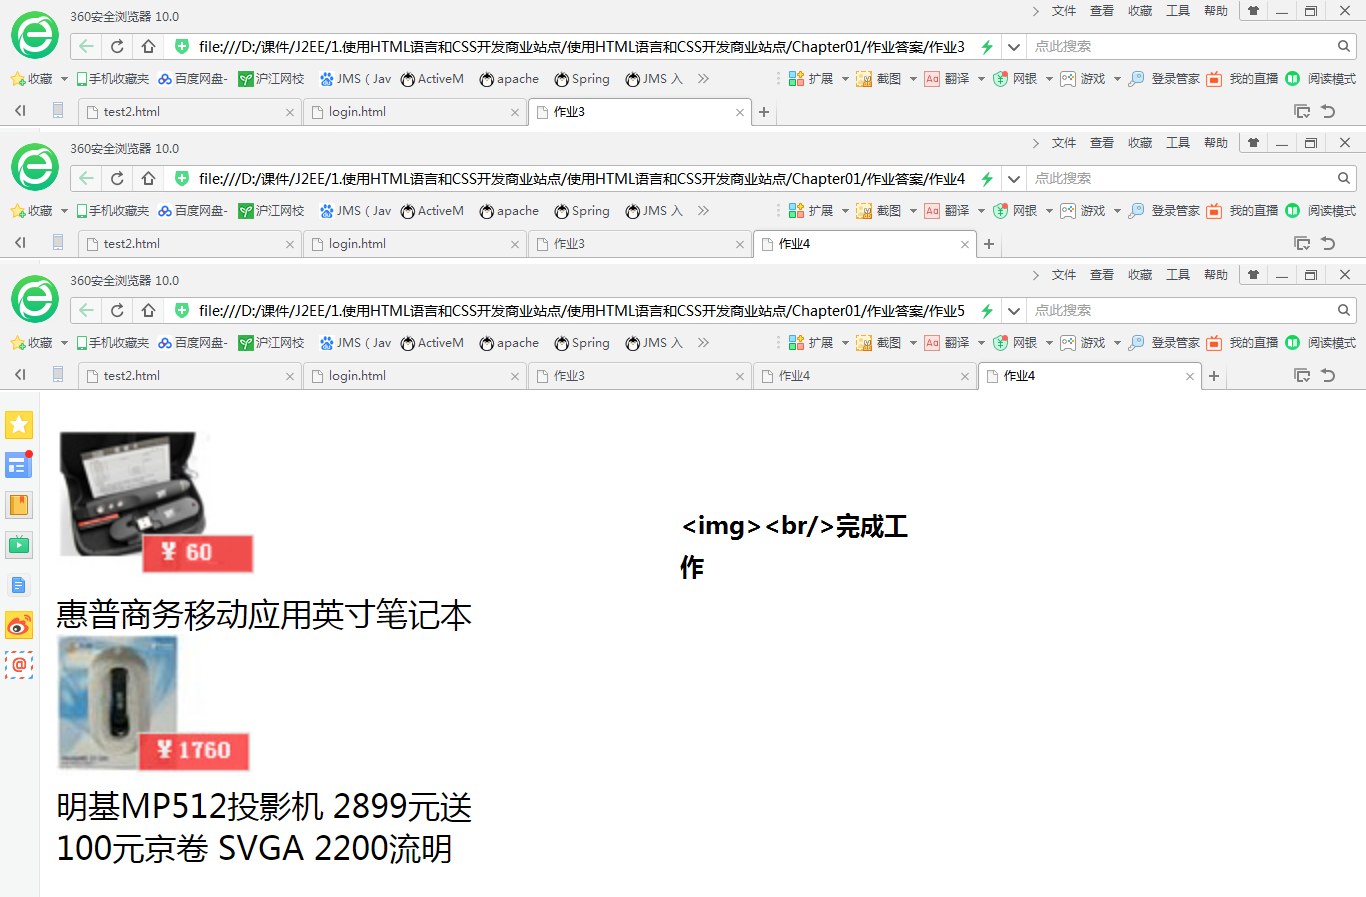 360安全浏览器 10.0
文件 查看 收藏 工具 帮助
file:///D:/课件/J2EE/1.使用HTML语言和CSS开发商业站点/使用HTML语言和CSS开发商业站点/Chapter01/作业答案/作业3
点此搜索
收藏 手机收藏夹 百度网盘- 沪江网校 JMS ( Jav ActiveM apache Spring JMS 入 扩展 截图 Aa 翻译 网银 游戏 登录管家 我的直播 阅读模式
test2.html login.html 作业3
360安全浏览器 10.0
文件 查看 收藏 工具 帮助
file:///D:/课件/J2EE/1.使用HTML语言和CSS开发商业站点/使用HTML语言和CSS开发商业站点/Chapter01/作业答案/作业4
点此搜索
收藏 手机收藏夹 百度网盘- 沪江网校 JMS ( Jav ActiveM apache Spring JMS 入 扩展 截图 Aa 翻译 网银 游戏 登录管家 我的直播 阅读模式
test2.html login.html 作业3 作业4
360安全浏览器 10.0
文件 查看 收藏 工具 帮助
file:///D:/课件/J2EE/1.使用HTML语言和CSS开发商业站点/使用HTML语言和CSS开发商业站点/Chapter01/作业答案/作业5
点此搜索
收藏 手机收藏夹 百度网盘- 沪江网校 JMS ( Jav ActiveM apache Spring JMS 入 扩展 截图 Aa 翻译 网银 游戏 登录管家 我的直播 阅读模式
test2.html login.html 作业3 作业4 作业4
¥ 60
惠普商务移动应用英寸笔记本
¥ 1760
明基MP512投影机 2899元送
100元京卷 SVGA 2200流明
<img><br/>完成工
作